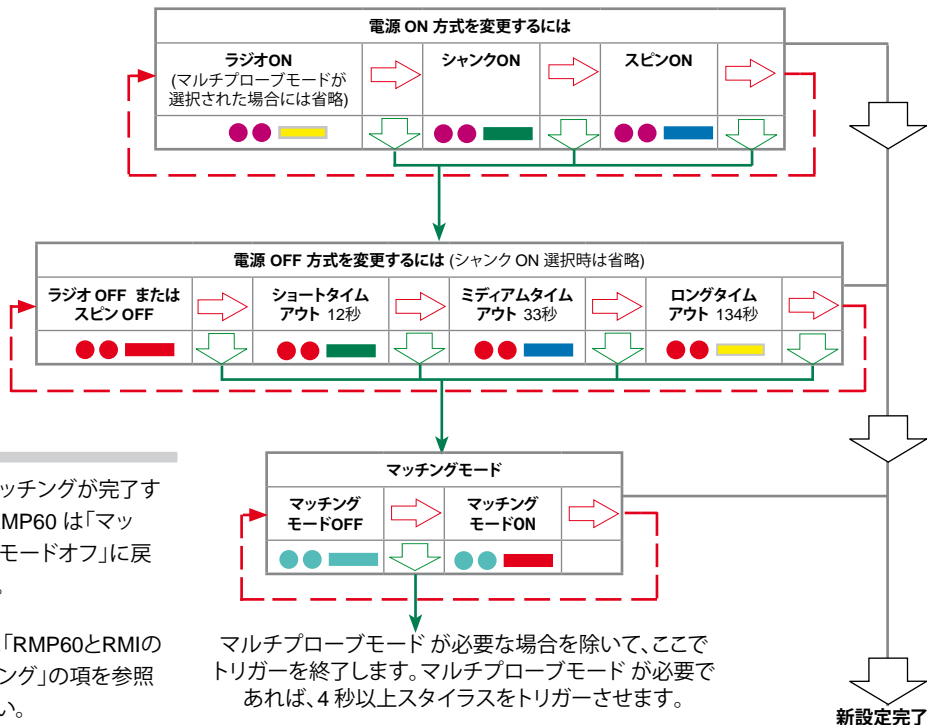 電源 ON 方式を変更するには
ラジオON
(マルチプローブモードが
選択された場合には省略)
シャンクON
スピンON
電源 OFF 方式を変更するには (シャンク ON 選択時は省略)
ラジオ OFF または
スピン OFF
ショートタイム
アウト 12秒
ミディアムタイム
アウト 33秒
ロングタイム
アウト 134秒
マッチングモード
マッチング
モードOFF
マッチング
モードON
ッチングが完了す
RMP60 は「マッ
モードオフ」に戻
。
「RMP60とRMIの
ング」の項を参照
い。
マルチプローブモード が必要な場合を除いて、ここで
トリガーを終了します。マルチプローブモード が必要で
あれば、4 秒以上スタイラスをトリガーさせます。
新設定完了